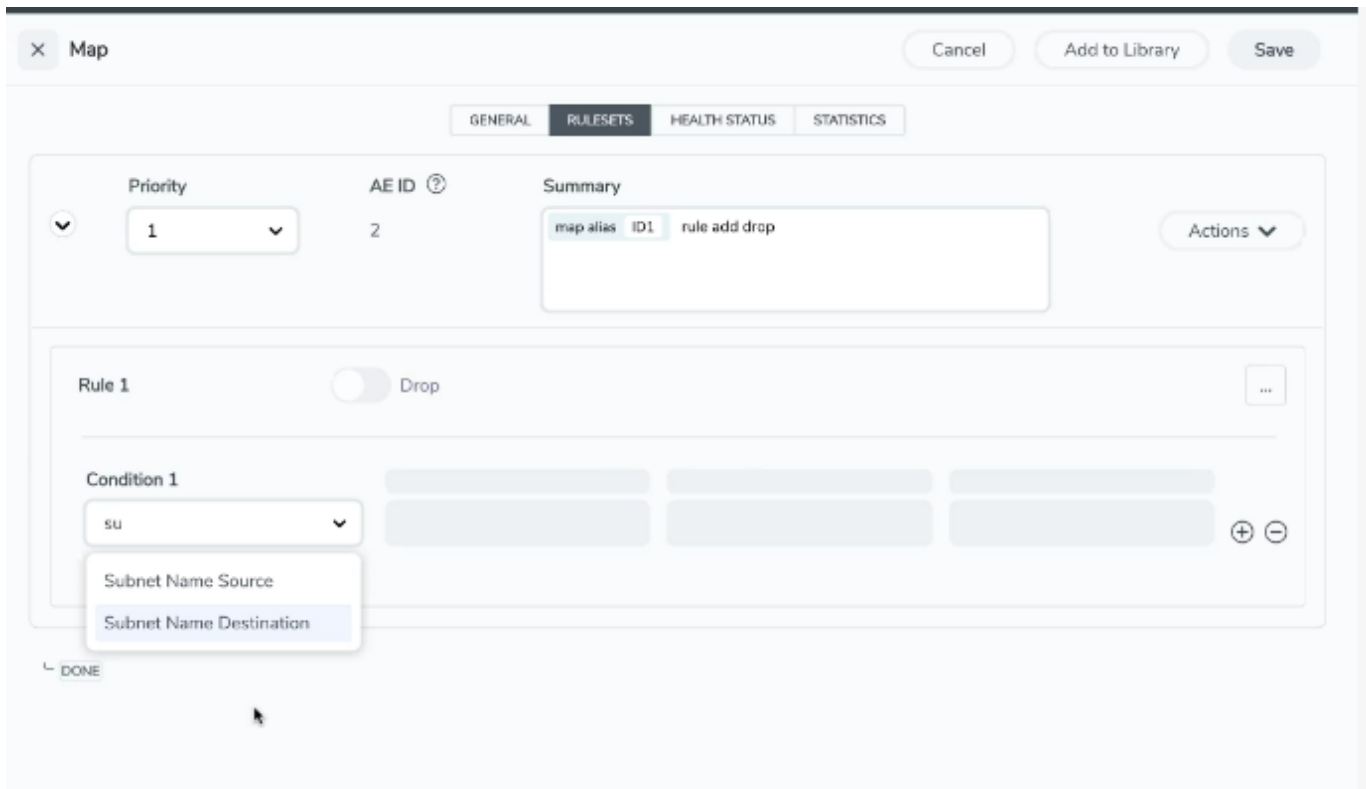 Map
Cancel
Add to Library
Save
GENERAL
RULESETS
HEALTH STATUS
STATISTICS
Priority
AE ID ?
Summary
1
2
map alias ID1 rule add drop
Actions
Rule 1
Drop
...
Condition 1
su
Subnet Name Source
Subnet Name Destination
DONE